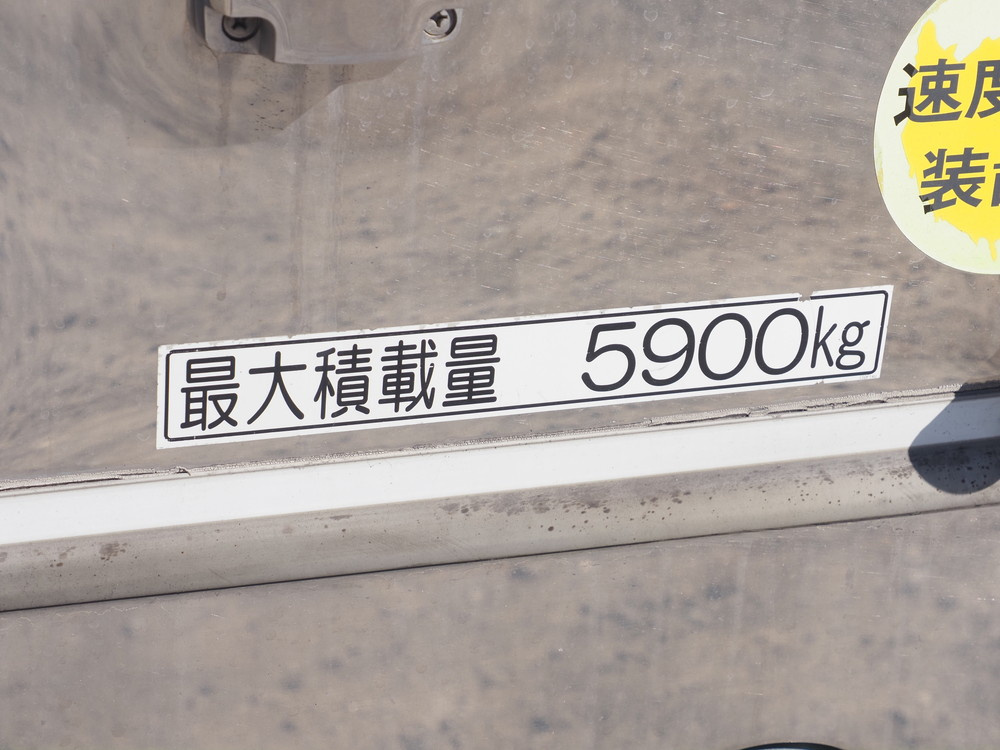 速度
装
最大積載量 5900kg